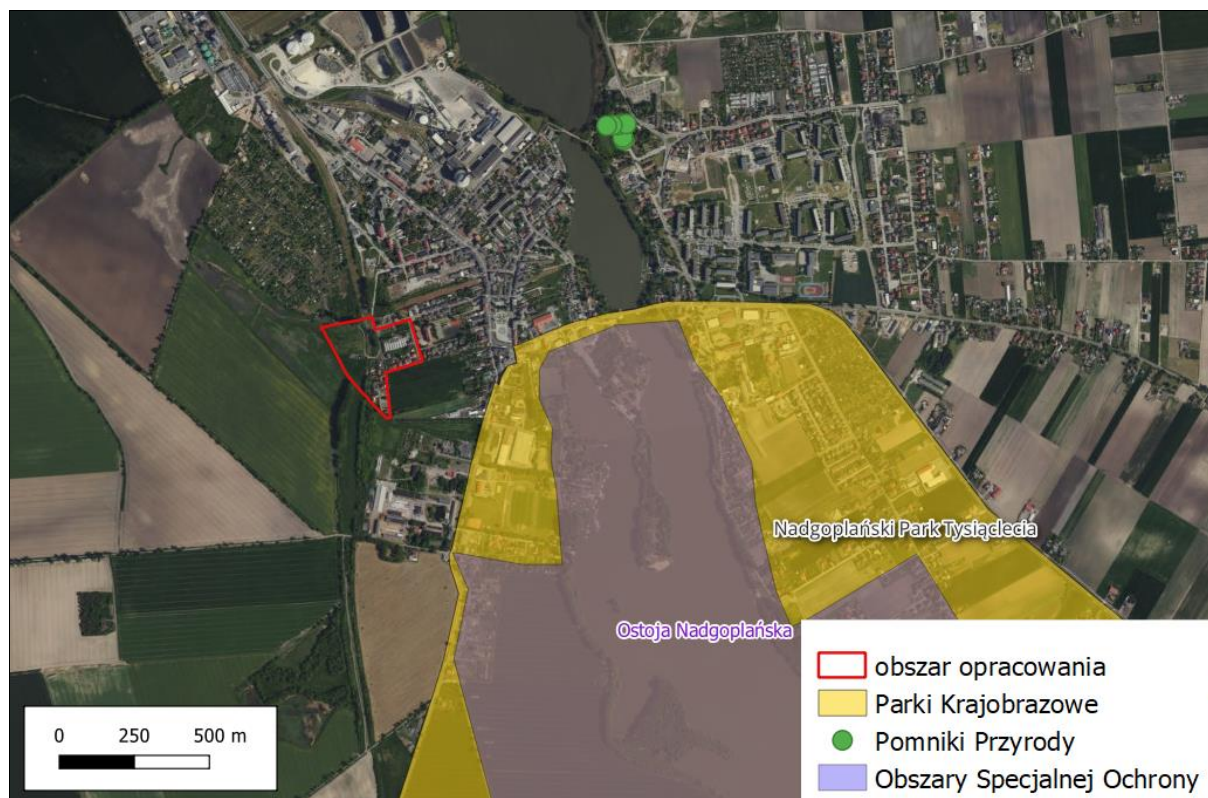 Nadgoplański Park Tysiąclecia
Ostoja Nadgoplańska
obszar opracowania
Parki Krajobrazowe
Pomniki Przyrody
Obszary Specjalnej Ochrony
0 250 500 m